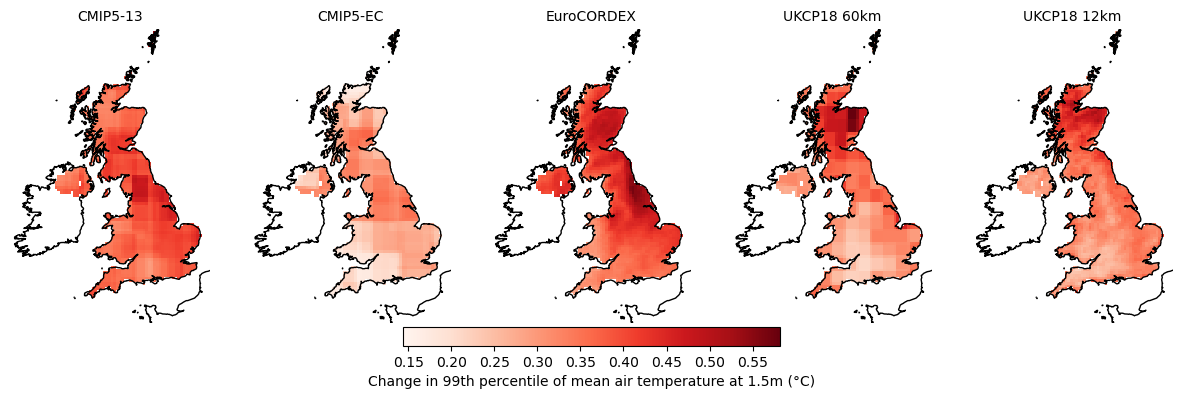 CMIP5-13 CMIP5-EC EuroCORDEX UKCP18 60km UKCP18 12km
0.15 0.20 0.25 0.30 0.35 0.40 0.45 0.50 0.55
Change in 99th percentile of mean air temperature at 1.5m (°C)